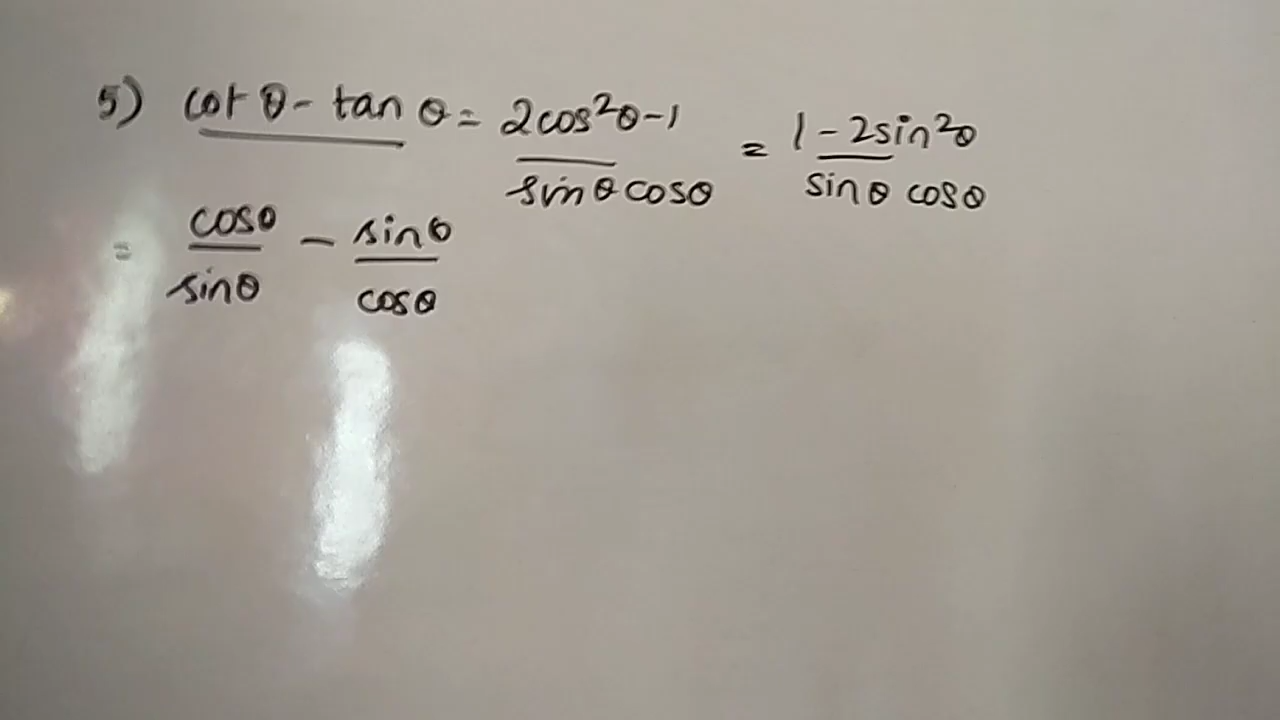 5) cot θ - tan θ = 2cos²θ-1 / sinθ cosθ = 1 - 2sin²θ / sinθ cosθ
= cosθ / sinθ - sinθ / cosθ